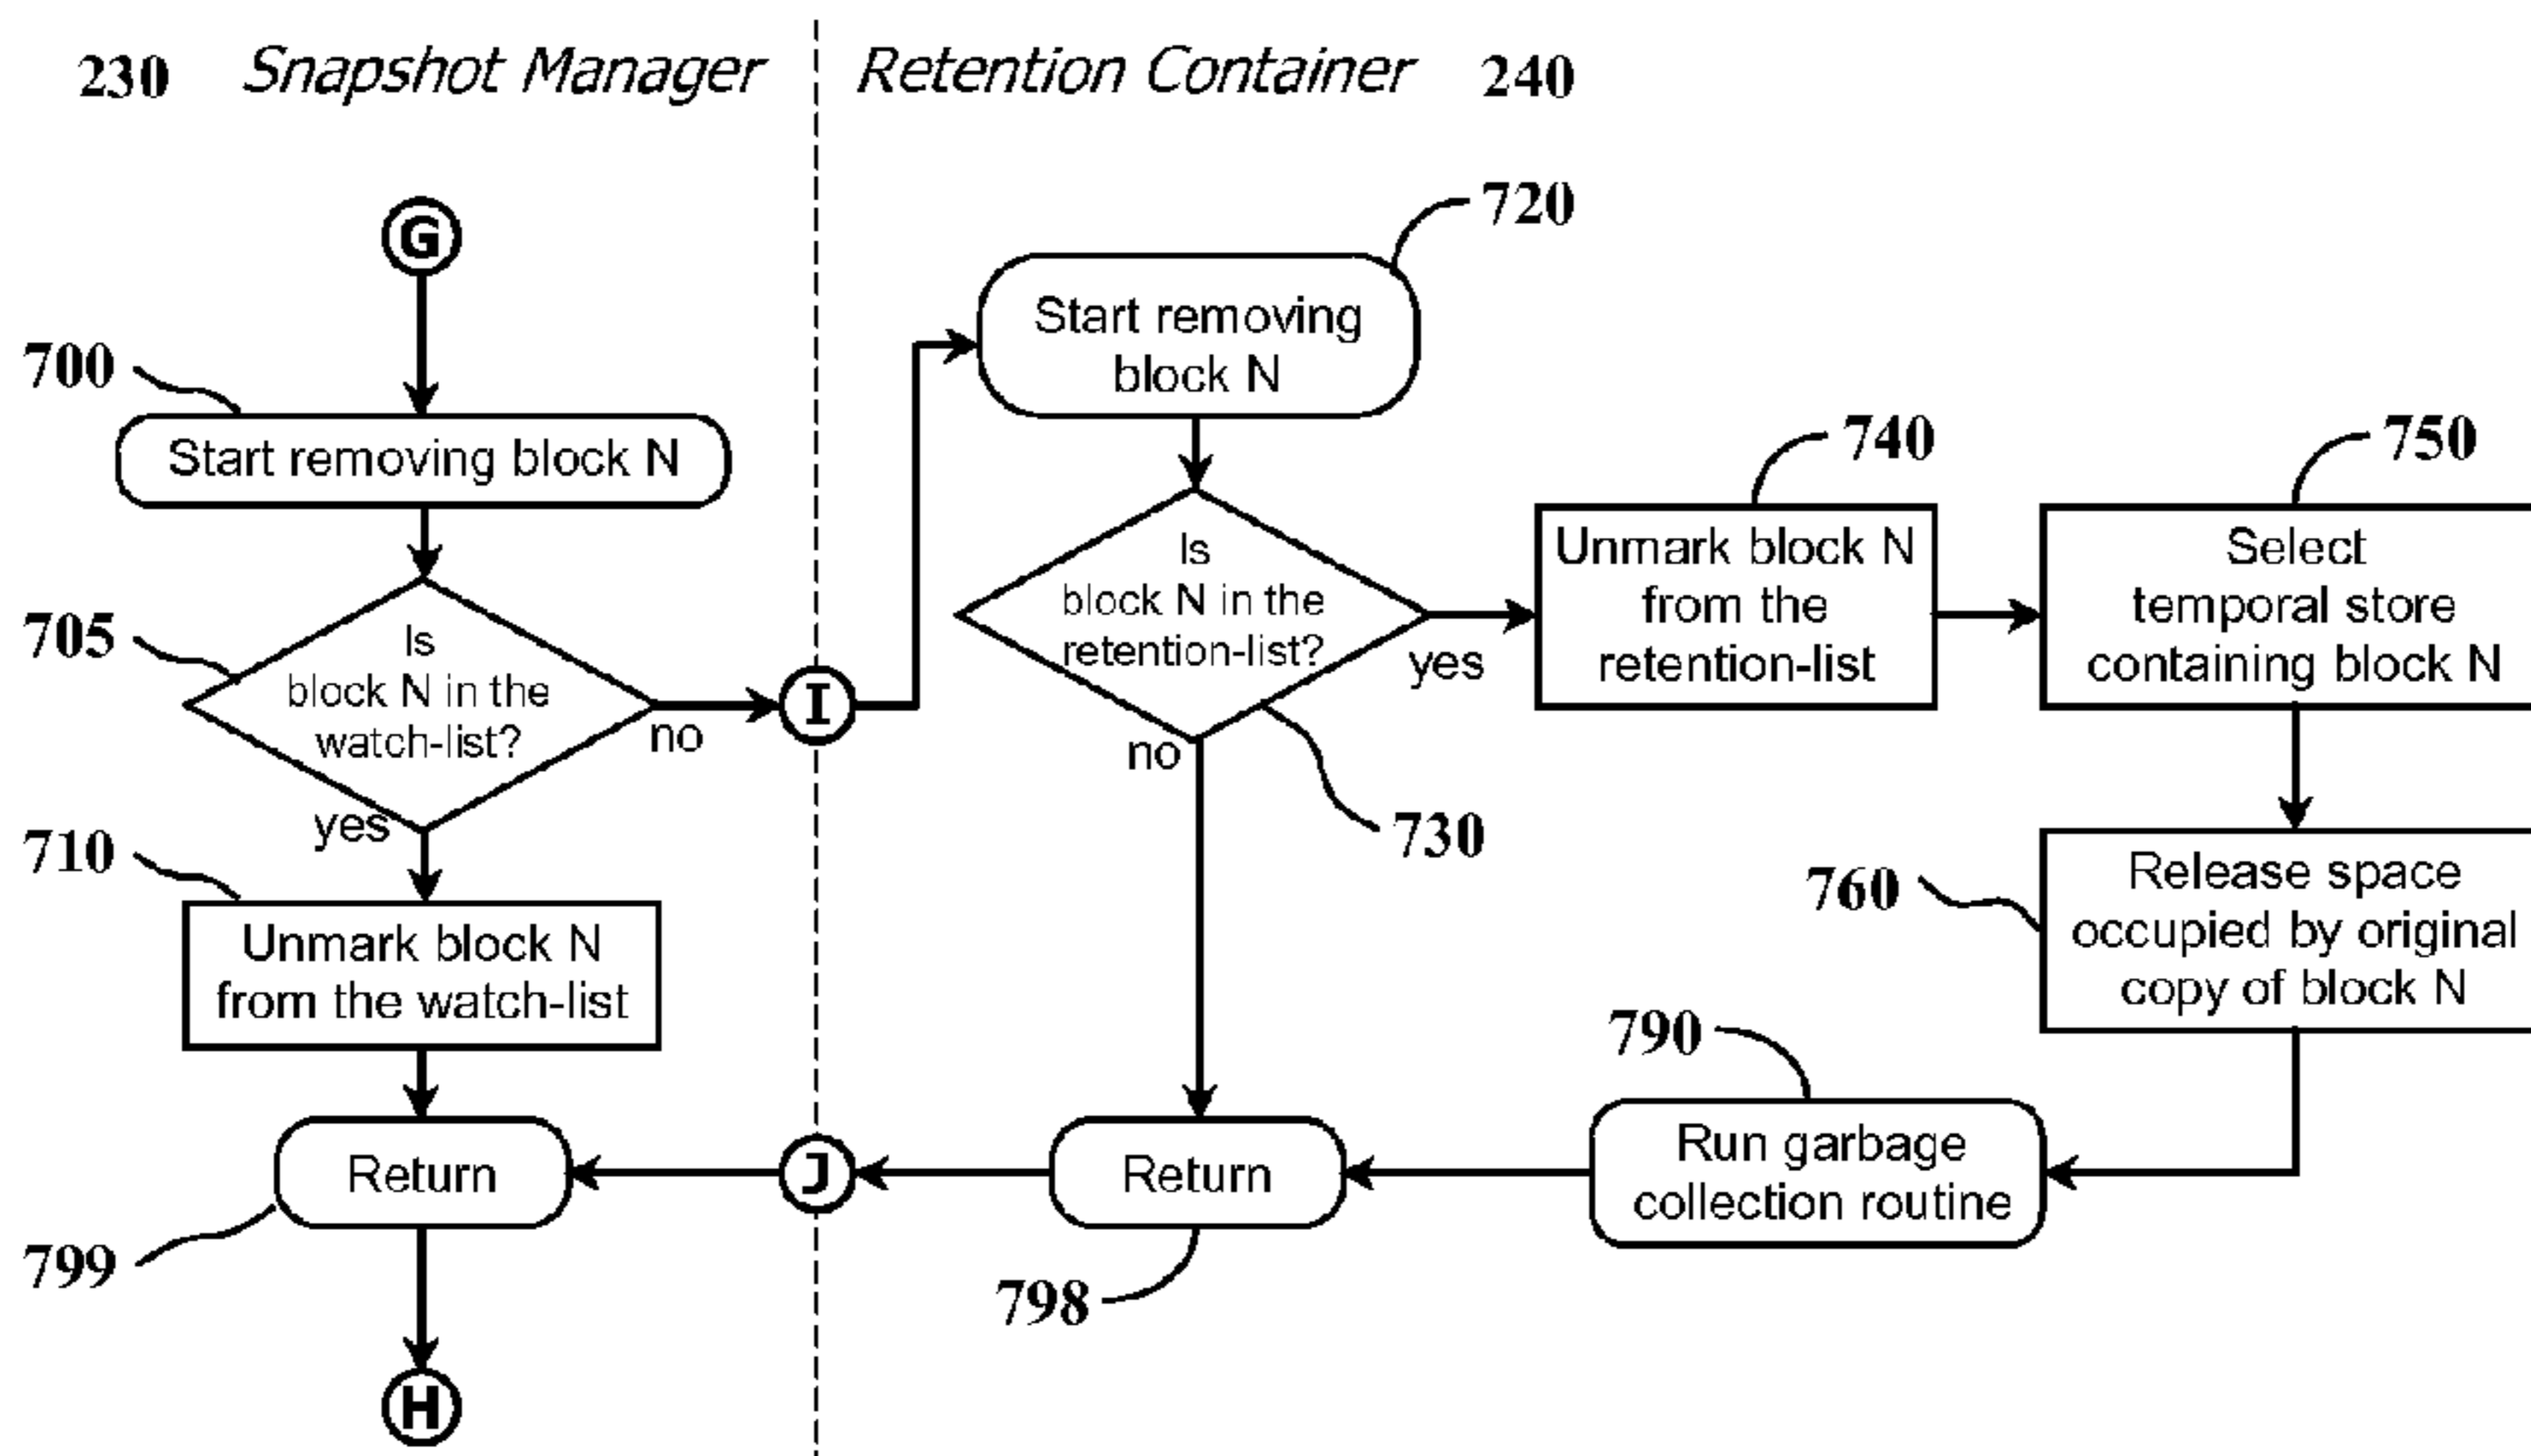 230 Snapshot Manager
Retention Container 240
G
700
Start removing block N
705
Is
block N in the
watch-list?
no
yes
710
Unmark block N
from the watch-list
Return
799
H
I
720
Start removing
block N
Is
block N in the
retention-list?
yes
no
730
740
Unmark block N
from the
retention-list
750
Select
temporal store
containing block N
760
Release space
occupied by original
copy of block N
790
Run garbage
collection routine
Return
798
J